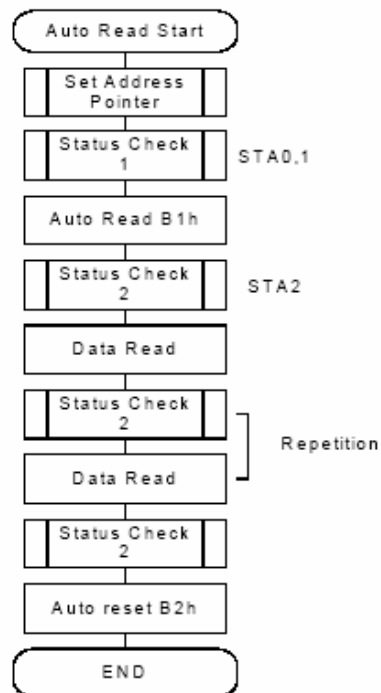 Auto Read Start
Set Address
Pointer
Status Check
1
STA0,1
Auto Read B1h
Status Check
2
STA2
Data Read
Status Check
2
Repetition
Data Read
Status Check
2
Auto reset B2h
END